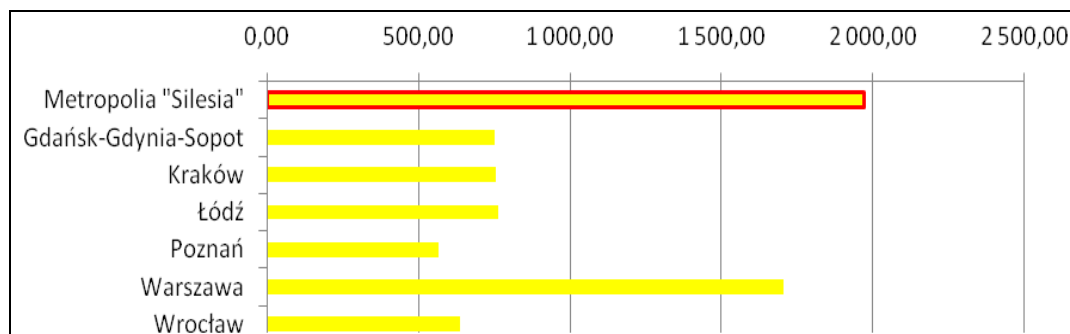 0,00 500,00 1 000,00 1 500,00 2 000,00 2 500,00
Metropolia "Silesia"
Gdańsk-Gdynia-Sopot
Kraków
Łódź
Poznań
Warszawa
Wrocław